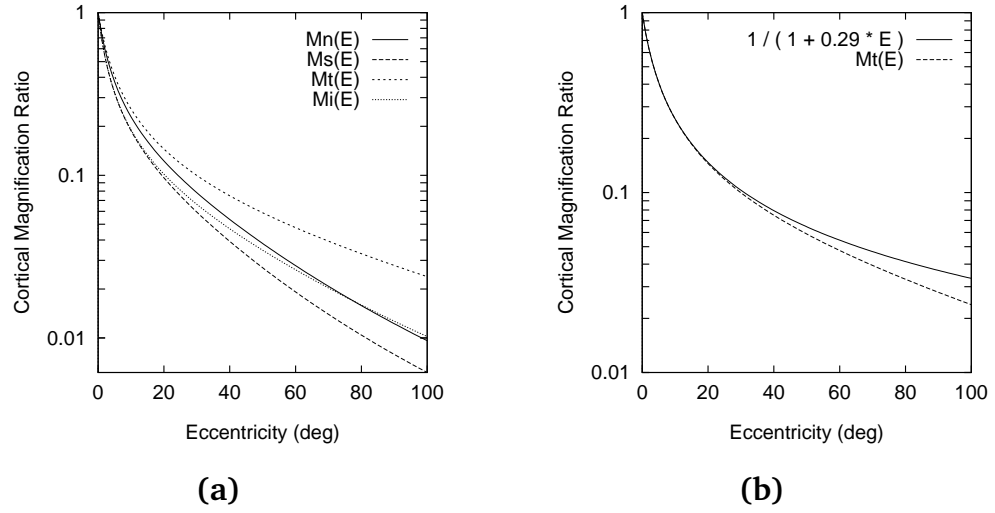 1
0.1
0.01
0 20 40 60 80 100
Cortical Magnification Ratio
Eccentricity (deg)
Mn(E)
Ms(E)
Mt(E)
Mi(E)
(a)
1
0.1
0.01
0 20 40 60 80 100
Cortical Magnification Ratio
Eccentricity (deg)
1 / ( 1 + 0.29 * E )
Mt(E)
(b)